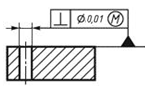 ⊥ Ø 0,01 Ⓜ